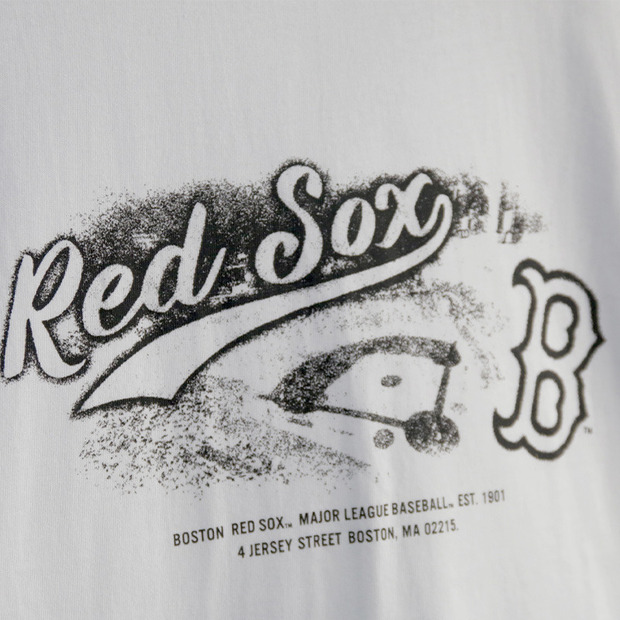 Red Sox
B
BOSTON RED SOX™ MAJOR LEAGUE BASEBALL™ EST. 1901
4 JERSEY STREET BOSTON, MA 02215.